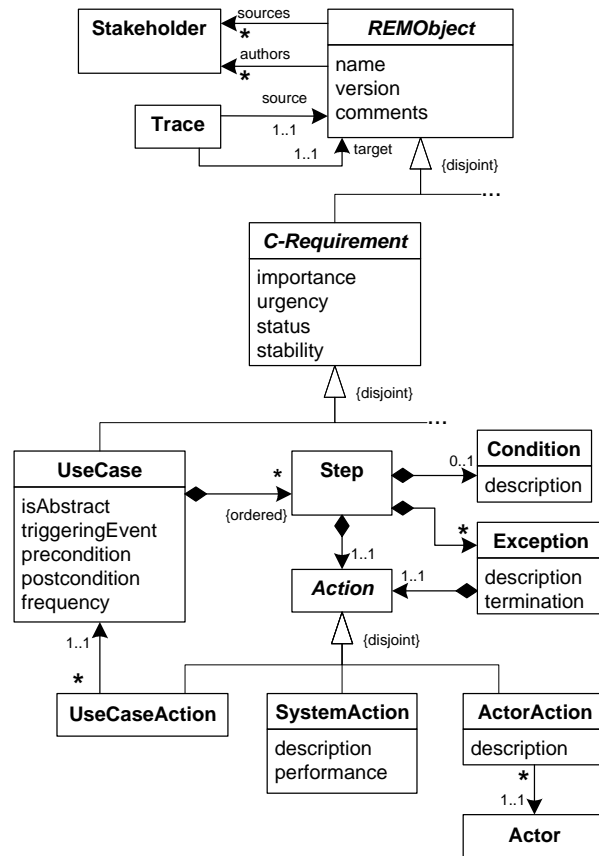 sources
Stakeholder
REMObject
*
authors
name
*
version
source
comments
Trace
1..1
1..1
target
{disjoint}
...
C-Requirement
importance
urgency
status
stability
{disjoint}
...
UseCase
*
Step
0..1
Condition
isAbstract
{ordered}
description
triggeringEvent
precondition
*
Exception
postcondition
1..1
1..1
description
frequency
Action
termination
1..1
{disjoint}
*
UseCaseAction
SystemAction
ActorAction
description
description
performance
*
1..1
Actor